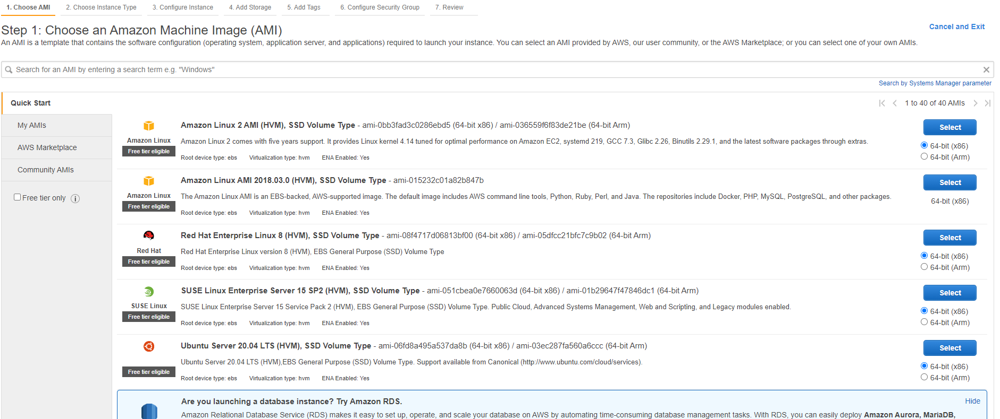 1. Choose AMI 2. Choose Instance Type 3. Configure Instance 4. Add Storage 5. Add Tags 6. Configure Security Group 7. Review
Step 1: Choose an Amazon Machine Image (AMI)
Cancel and Exit
An AMI is a template that contains the software configuration (operating system, application server, and applications) required to launch your instance. You can select an AMI provided by AWS, our user community, or the AWS Marketplace; or you can select one of your own AMIs.
Search for an AMI by entering a search term e.g. "Windows"
Search by Systems Manager parameter
Quick Start
1 to 40 of 40 AMIs
My AMIs
AWS Marketplace
Community AMIs
Free tier only
Amazon Linux
Free tier eligible
Amazon Linux 2 AMI (HVM), SSD Volume Type - ami-0bb3fad3c0286ebd5 (64-bit x86) / ami-036559f6f83de21be (64-bit Arm)
Amazon Linux 2 comes with five years support. It provides Linux kernel 4.14 tuned for optimal performance on Amazon EC2, systemd 219, GCC 7.3, Glibc 2.26, Binutils 2.29.1, and the latest software packages through extras.
Root device type: ebs Virtualization type: hvm ENA Enabled: Yes
Select
64-bit (x86)
64-bit (Arm)
Amazon Linux
Free tier eligible
Amazon Linux AMI 2018.03.0 (HVM), SSD Volume Type - ami-015232c01a82b847b
The Amazon Linux AMI is an EBS-backed, AWS-supported image. The default image includes AWS command line tools, Python, Ruby, Perl, and Java. The repositories include Docker, PHP, MySQL, PostgreSQL, and other packages.
Root device type: ebs Virtualization type: hvm ENA Enabled: Yes
Select
64-bit (x86)
Red Hat
Free tier eligible
Red Hat Enterprise Linux 8 (HVM), SSD Volume Type - ami-08f4717d06813bf00 (64-bit x86) / ami-05dfcc21bfc7c9b02 (64-bit Arm)
Red Hat Enterprise Linux version 8 (HVM), EBS General Purpose (SSD) Volume Type
Root device type: ebs Virtualization type: hvm ENA Enabled: Yes
Select
64-bit (x86)
64-bit (Arm)
SUSE Linux
Free tier eligible
SUSE Linux Enterprise Server 15 SP2 (HVM), SSD Volume Type - ami-051cbea0e7660063d (64-bit x86) / ami-01b29647f47846dc1 (64-bit Arm)
SUSE Linux Enterprise Server 15 Service Pack 2 (HVM), EBS General Purpose (SSD) Volume Type. Public Cloud, Advanced Systems Management, Web and Scripting, and Legacy modules enabled.
Root device type: ebs Virtualization type: hvm ENA Enabled: Yes
Select
64-bit (x86)
64-bit (Arm)
Free tier eligible
Ubuntu Server 20.04 LTS (HVM), SSD Volume Type - ami-06fd8a495a537da8b (64-bit x86) / ami-03ec287fa560a6ccc (64-bit Arm)
Ubuntu Server 20.04 LTS (HVM),EBS General Purpose (SSD) Volume Type. Support available from Canonical (http://www.ubuntu.com/cloud/services).
Root device type: ebs Virtualization type: hvm ENA Enabled: Yes
Select
64-bit (x86)
64-bit (Arm)
Are you launching a database instance? Try Amazon RDS.
Hide
Amazon Relational Database Service (RDS) makes it easy to set up, operate, and scale your database on AWS by automating time-consuming database management tasks. With RDS, you can easily deploy Amazon Aurora, MariaDB,